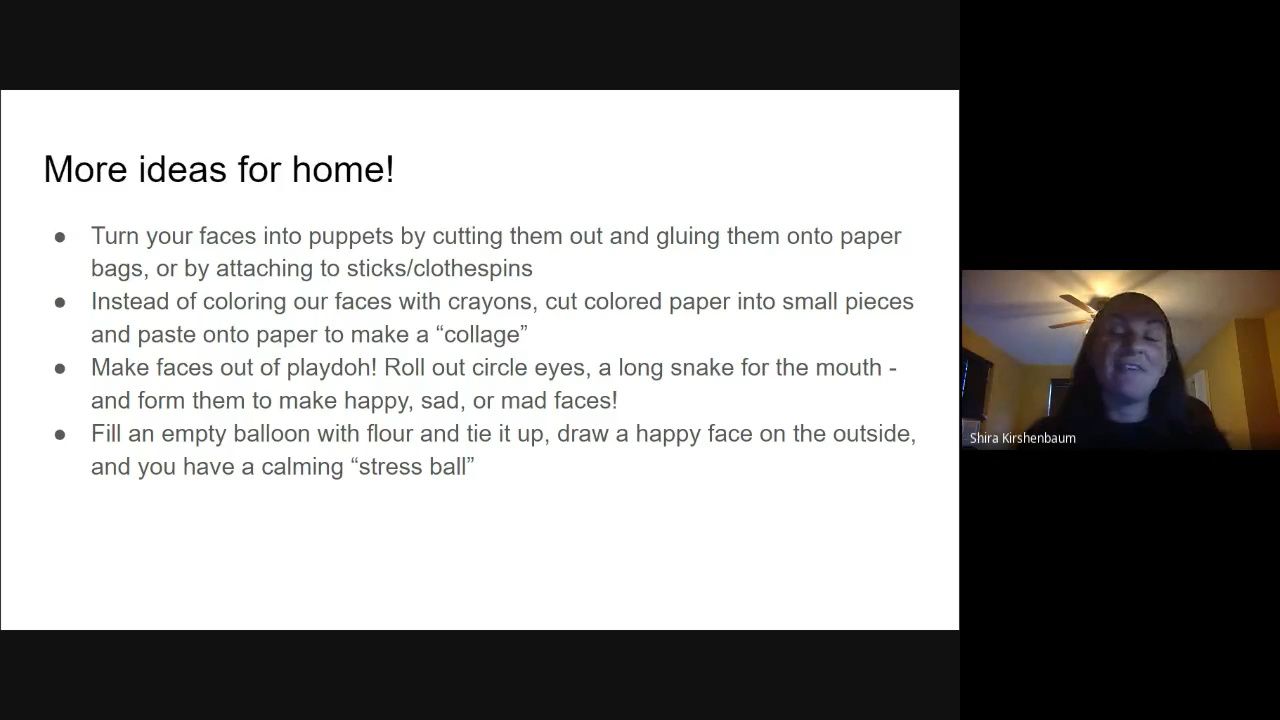 More ideas for home!
● Turn your faces into puppets by cutting them out and gluing them onto paper
bags, or by attaching to sticks/clothespins
● Instead of coloring our faces with crayons, cut colored paper into small pieces
and paste onto paper to make a “collage”
● Make faces out of playdoh! Roll out circle eyes, a long snake for the mouth -
and form them to make happy, sad, or mad faces!
● Fill an empty balloon with flour and tie it up, draw a happy face on the outside,
and you have a calming “stress ball”
Shira Kirshenbaum